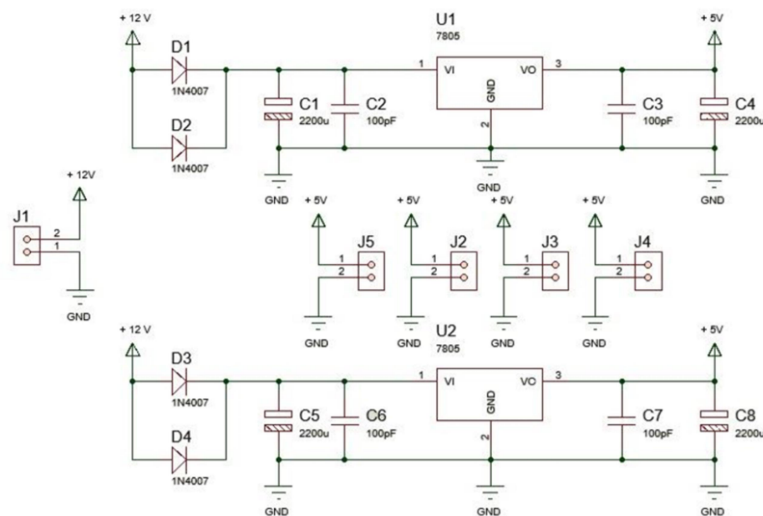 + 12 V
D1
1N4007
D2
1N4007
C1
2200u
C2
100pF
U1
7805
1
VI
VO
3
GND
2
C3
100pF
C4
2200u
+ 5V
GND
GND
GND
J1
2
1
+ 12V
GND
+ 5V
J5
1
2
GND
+ 5V
J2
1
2
GND
+ 5V
J3
1
2
GND
+ 5V
J4
1
2
GND
+ 12 V
D3
1N4007
D4
1N4007
C5
2200u
C6
100pF
U2
7805
1
VI
VO
3
GND
2
C7
100pF
C8
2200u
+ 5V
GND
GND
GND